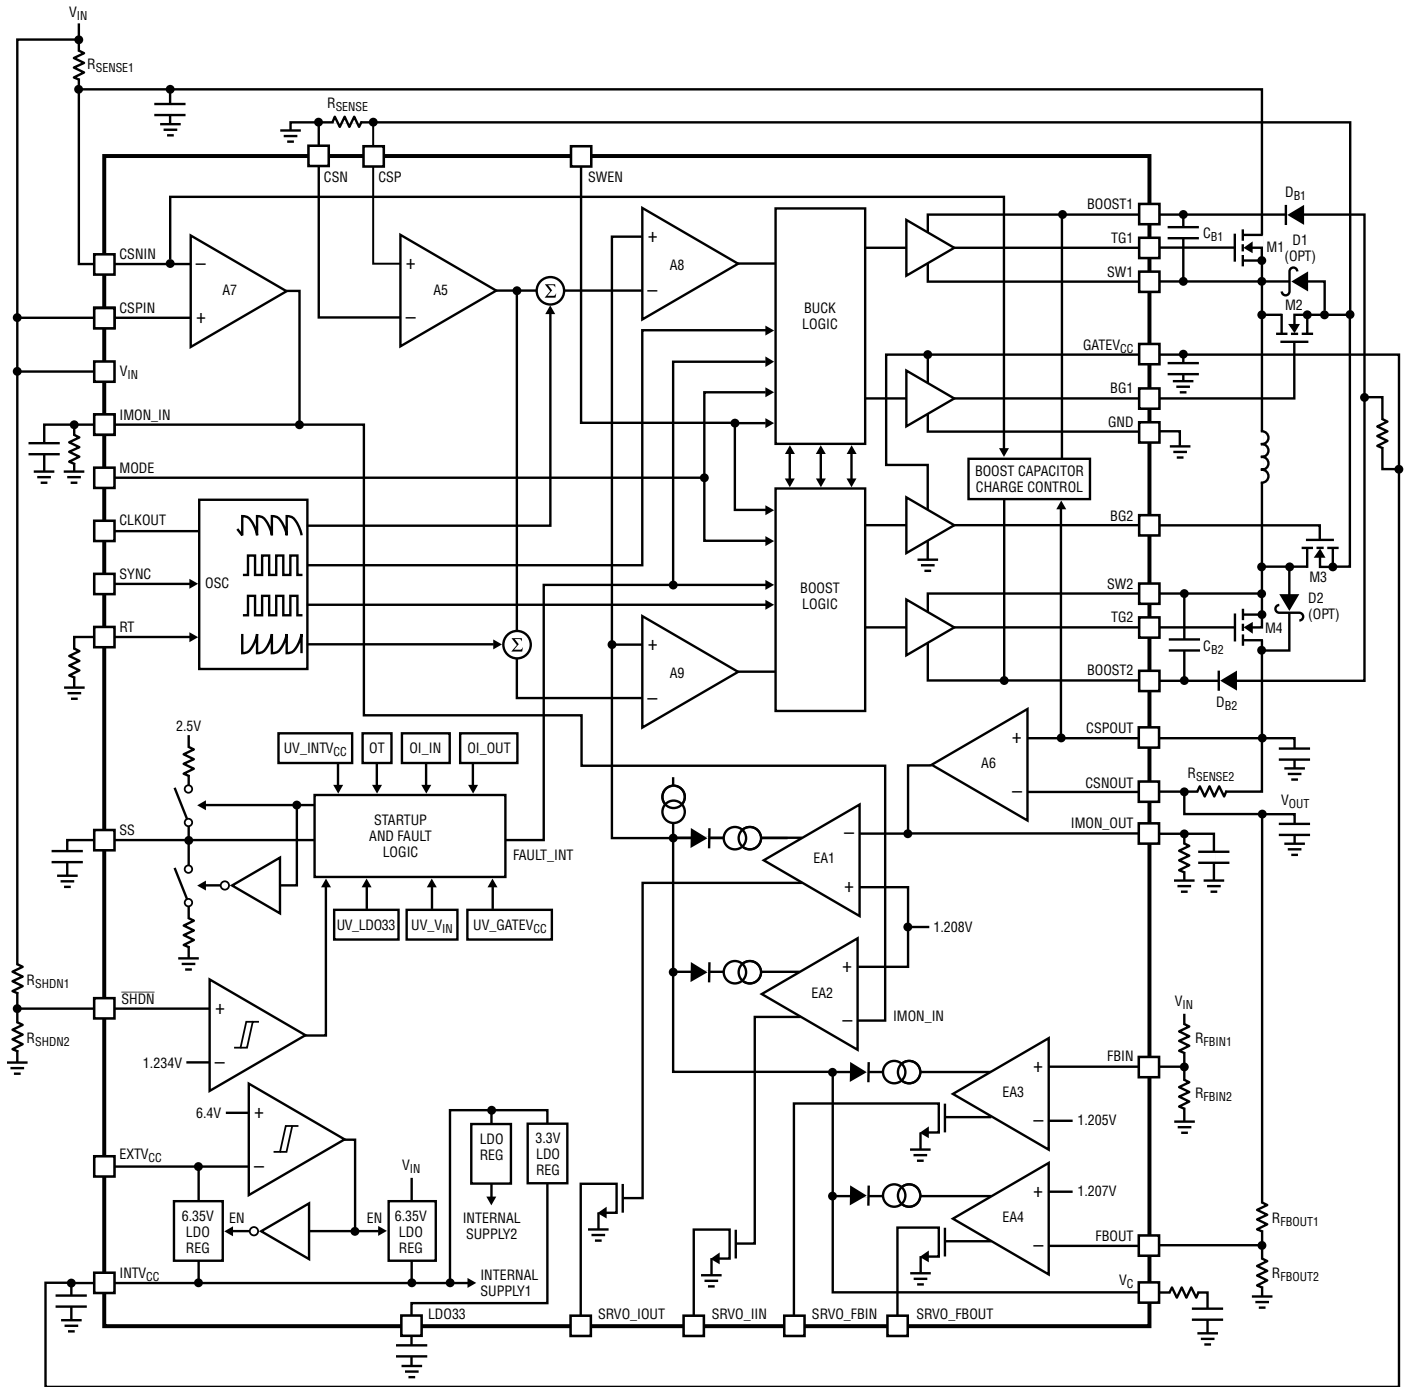 VIN
RSENSE1
RSENSE
CSN
CSP
SWEN
CSNIN
CSPIN
VIN
IMON_IN
MODE
CLKOUT
SYNC
RT
OSC
A7
A5
Σ
Σ
A8
A9
BUCK
LOGIC
BOOST
LOGIC
BOOST CAPACITOR
CHARGE CONTROL
BOOST1
TG1
SW1
GATEVCC
BG1
GND
BG2
SW2
TG2
BOOST2
CSPOUT
CSNOUT
IMON_OUT
DB1
CB1
M1
D1
(OPT)
M2
M3
D2
(OPT)
M4
CB2
DB2
RSENSE2
VOUT
A6
2.5V
SS
UV_INTVCC
OT
OI_IN
OI_OUT
STARTUP
AND FAULT
LOGIC
FAULT_INT
UV_LDO33
UV_VIN
UV_GATEVCC
EA1
1.208V
EA2
IMON_IN
RSHDN1
RSHDN2
SHDN
1.234V
6.4V
EXTVCC
6.35V
LDO
REG
EN
EN
VIN
6.35V
LDO
REG
LDO
REG
3.3V
LDO
REG
INTERNAL
SUPPLY2
INTERNAL
SUPPLY1
INTVCC
LDO33
SRVO_IOUT
SRVO_IIN
SRVO_FBIN
SRVO_FBOUT
EA3
1.205V
FBIN
VIN
RFBIN1
RFBIN2
EA4
1.207V
FBOUT
RFBOUT1
RFBOUT2
VC
+
−
+
−
+
−
+
−
+
−
−
+
+
−
+
−
+
−
+
−
+
−